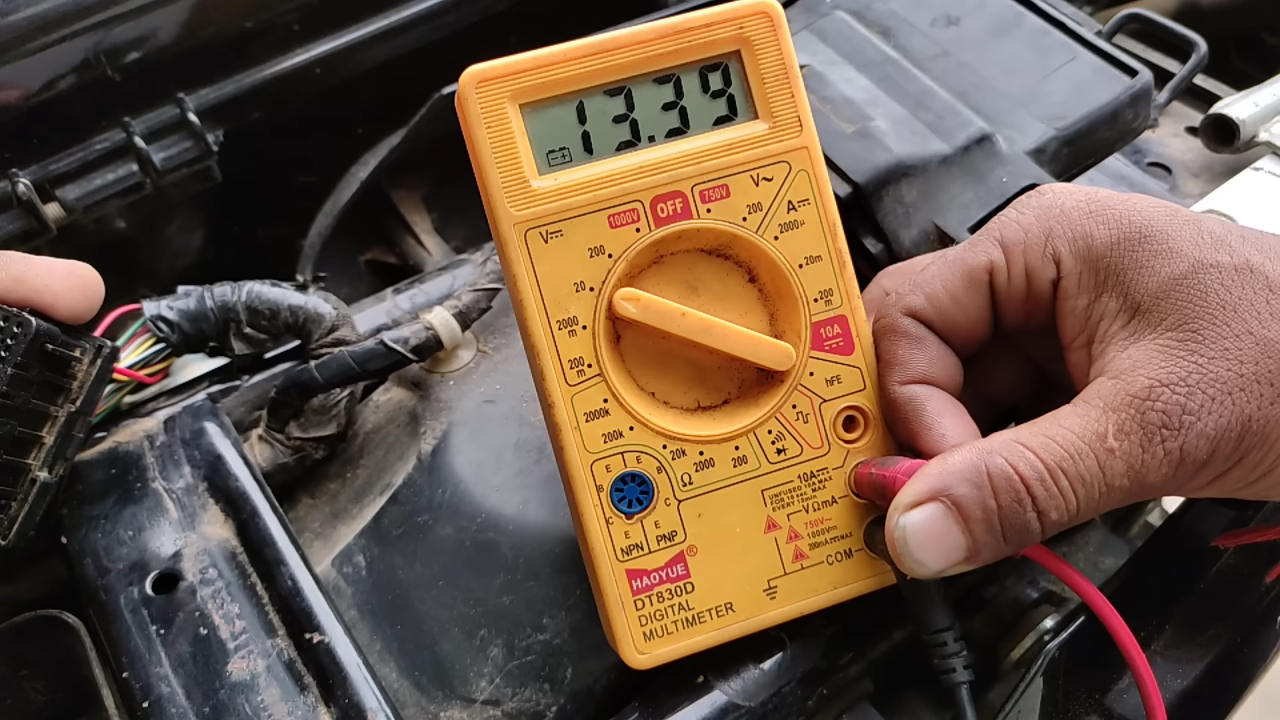 13.39
OFF
1000V
750V
V⎓
V~
200
200
A⎓
2000µ
20
20m
2000
m
200
m
200
m
10A
⎓
hFE
2000k
200k
20k
2000
200
Ω
E E B
B C
C E
E
NPN PNP
10A⎓
UNFUSED 10A MAX
FOR 10 sec MAX
EVERY 15min
VΩmA
750V~
1000V⎓
200mA MAX
COM
HAOYUE®
DT830D
DIGITAL
MULTIMETER